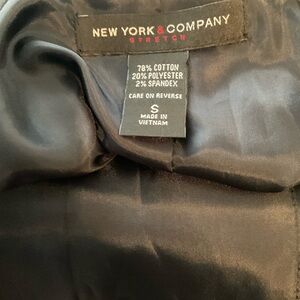 NEW YORK & COMPANY
STRETCH
78% COTTON
20% POLYESTER
2% SPANDEX
CARE ON REVERSE
S
MADE IN
VIETNAM